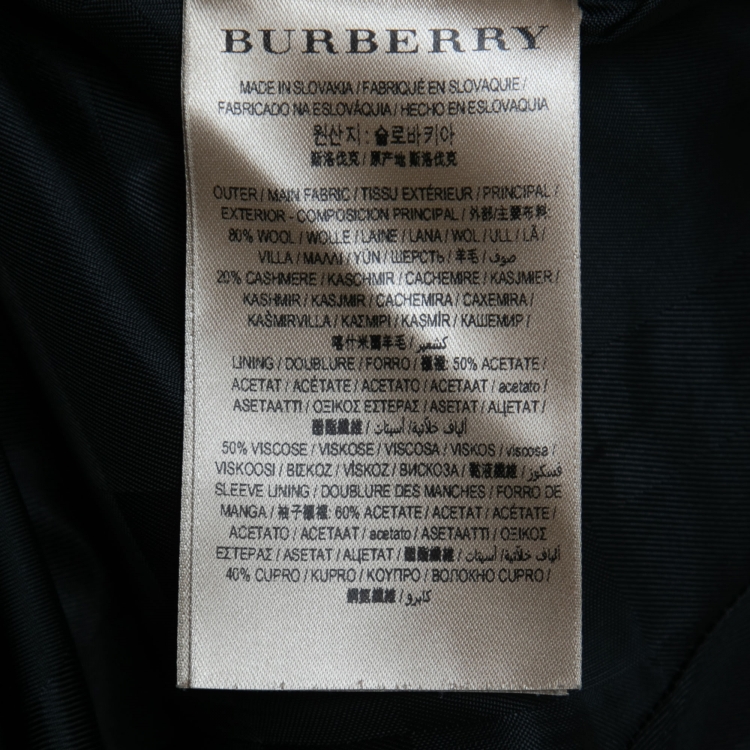 BURBERRY
MADE IN SLOVAKIA / FABRIQUÉ EN SLOVAQUIE /
FABRICADO NA ESLOVÁQUIA / HECHO EN ESLOVAQUIA
원산지 : 슬로바키아
斯洛伐克 / 原产地 斯洛伐克
OUTER / MAIN FABRIC / TISSU EXTÉRIEUR / PRINCIPAL /
EXTERIOR - COMPOSICION PRINCIPAL / 外部/主要布料:
80% WOOL / WOLLE / LAINE / LANA / WOL / ULL / LÃ /
VILLA / ΜΑΛΛΙ / YÜN / ШЕРСТЬ / 羊毛 / صوف
20% CASHMERE / KASCHMIR / CACHEMIRE / KASJMIER /
KASHMIR / KASJMIR / CACHEMIRA / CAXEMIRA /
KAŠMIRVILLA / ΚΑΣΜΙΡΙ / KAŞMİR / КАШЕМИР /
喀什米爾羊毛 / كشمير
LINING / DOUBLURE / FORRO / 襯裡: 50% ACETATE /
ACETAT / ACÉTATE / ACETATO / ACETAAT / acetato /
ASETAATTI / ΟΞΙΚΟΣ ΕΣΤΕΡΑΣ / ASETAT / АЦЕТАТ /
醋酯纖維 / ألياف خلاتية/ أسيتات
50% VISCOSE / VISKOSE / VISCOSA / VISKOS / viscosa /
VISKOOSI / ΒΙΣΚΟΖ / VİSKOZ / ВИСКОЗА / 黏液纖維 / فسكوز
SLEEVE LINING / DOUBLURE DES MANCHES / FORRO DE
MANGA / 袖子襯裡: 60% ACETATE / ACETAT / ACÉTATE /
ACETATO / ACETAAT / acetato / ASETAATTI / ΟΞΙΚΟΣ
ΕΣΤΕΡΑΣ / ASETAT / АЦЕТАТ / 醋酯纖維 / ألياف خلاتية/ أسيتات
40% CUPRO / KUPRO / ΚΟΥΠΡΟ / ВОЛОКНО CUPRO /
銅氨纖維 / كابرو